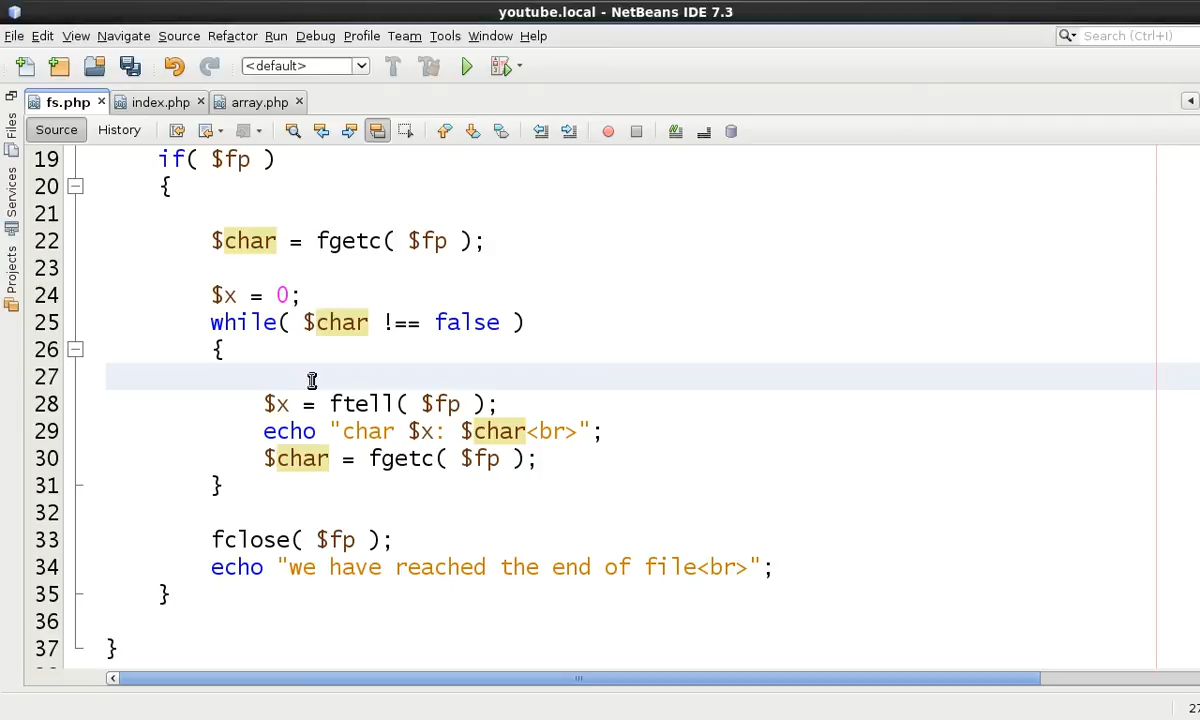 youtube.local - NetBeans IDE 7.3
File Edit View Navigate Source Refactor Run Debug Profile Team Tools Window Help
Search (Ctrl+I)
<default>
fs.php index.php array.php
Source History
Files
Services
Projects
19 if( $fp )
20 {
21
22 $char = fgetc( $fp );
23
24 $x = 0;
25 while( $char !== false )
26 {
27
28 $x = ftell( $fp );
29 echo "char $x: $char<br>";
30 $char = fgetc( $fp );
31 }
32
33 fclose( $fp );
34 echo "we have reached the end of file<br>";
35 }
36
37 }